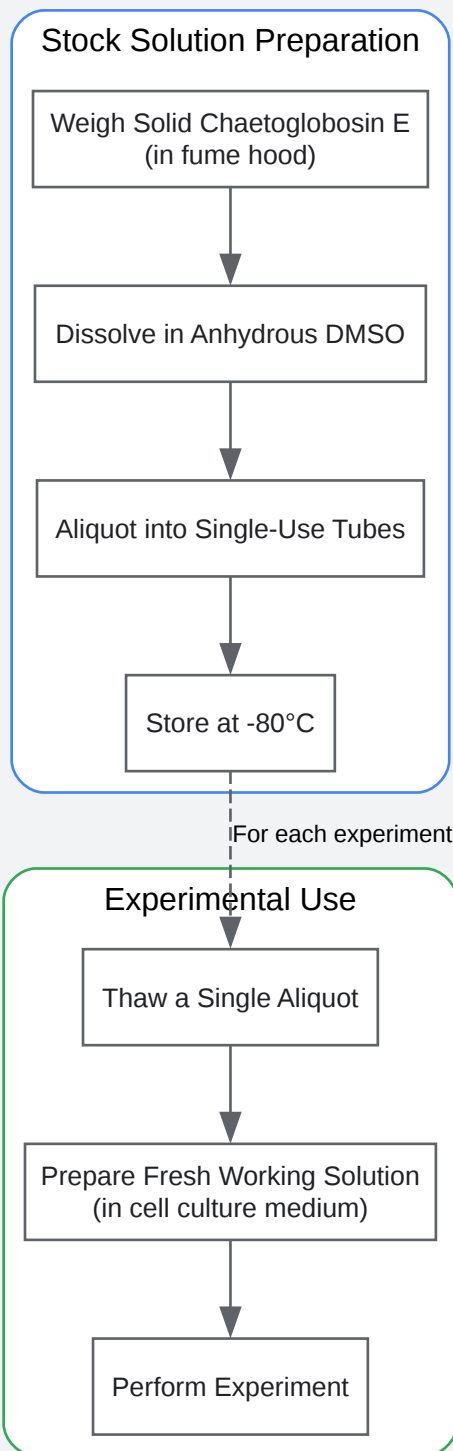 Stock Solution Preparation
Weigh Solid Chaetoglobosin E
(in fume hood)
Dissolve in Anhydrous DMSO
Aliquot into Single-Use Tubes
Store at -80°C
For each experiment
Experimental Use
Thaw a Single Aliquot
Prepare Fresh Working Solution
(in cell culture medium)
Perform Experiment